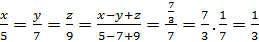 x/5 = y/7 = z/9 = (x−y+z)/(5−7+9) = (7/3)/7 = 7/3 . 1/7 = 1/3